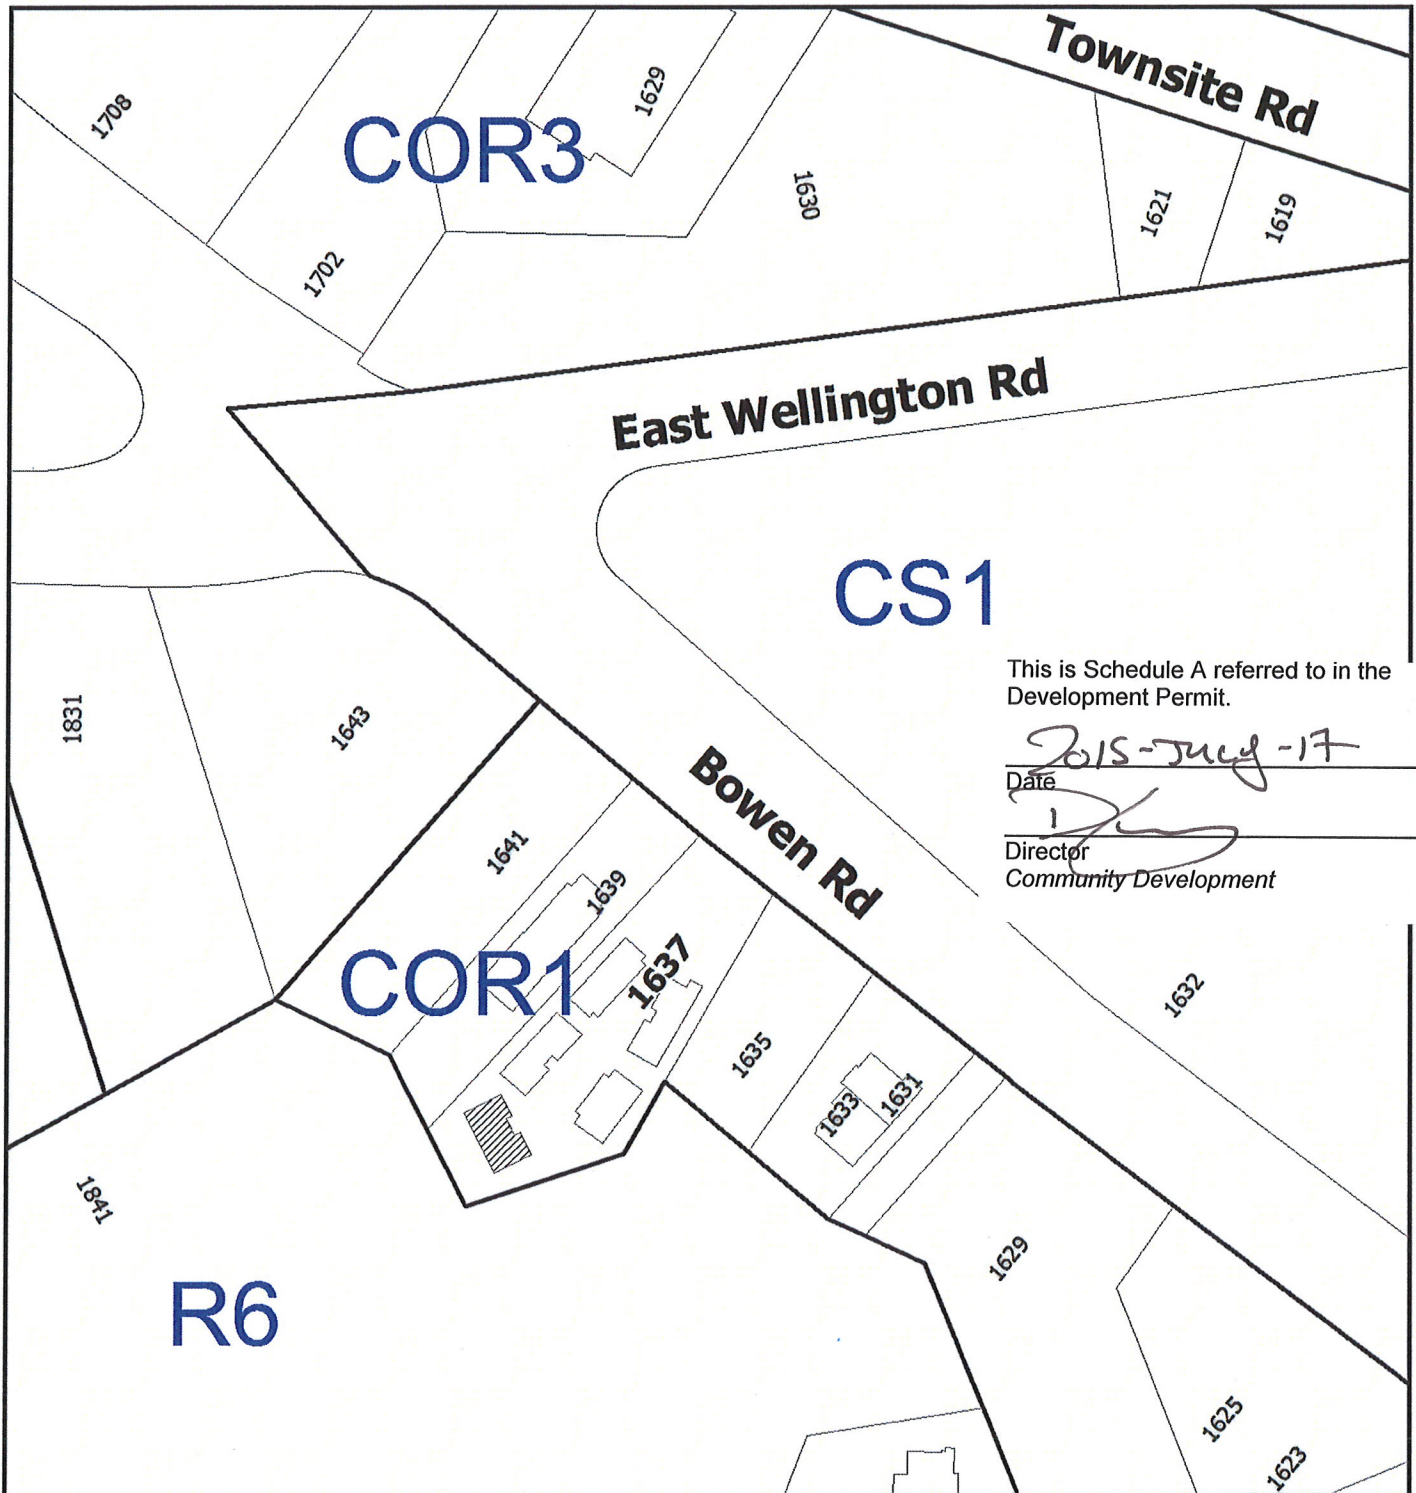 Townsite Rd
1708
COR3
1629
1630
1621
1619
1702
East Wellington Rd
CS1
This is Schedule A referred to in the
Development Permit.
2015-July-17
Date
Director
Community Development
1831
1643
Bowen Rd
1641
1639
COR1
1637
1632
1635
1633
1631
1841
1629
R6
1625
1623